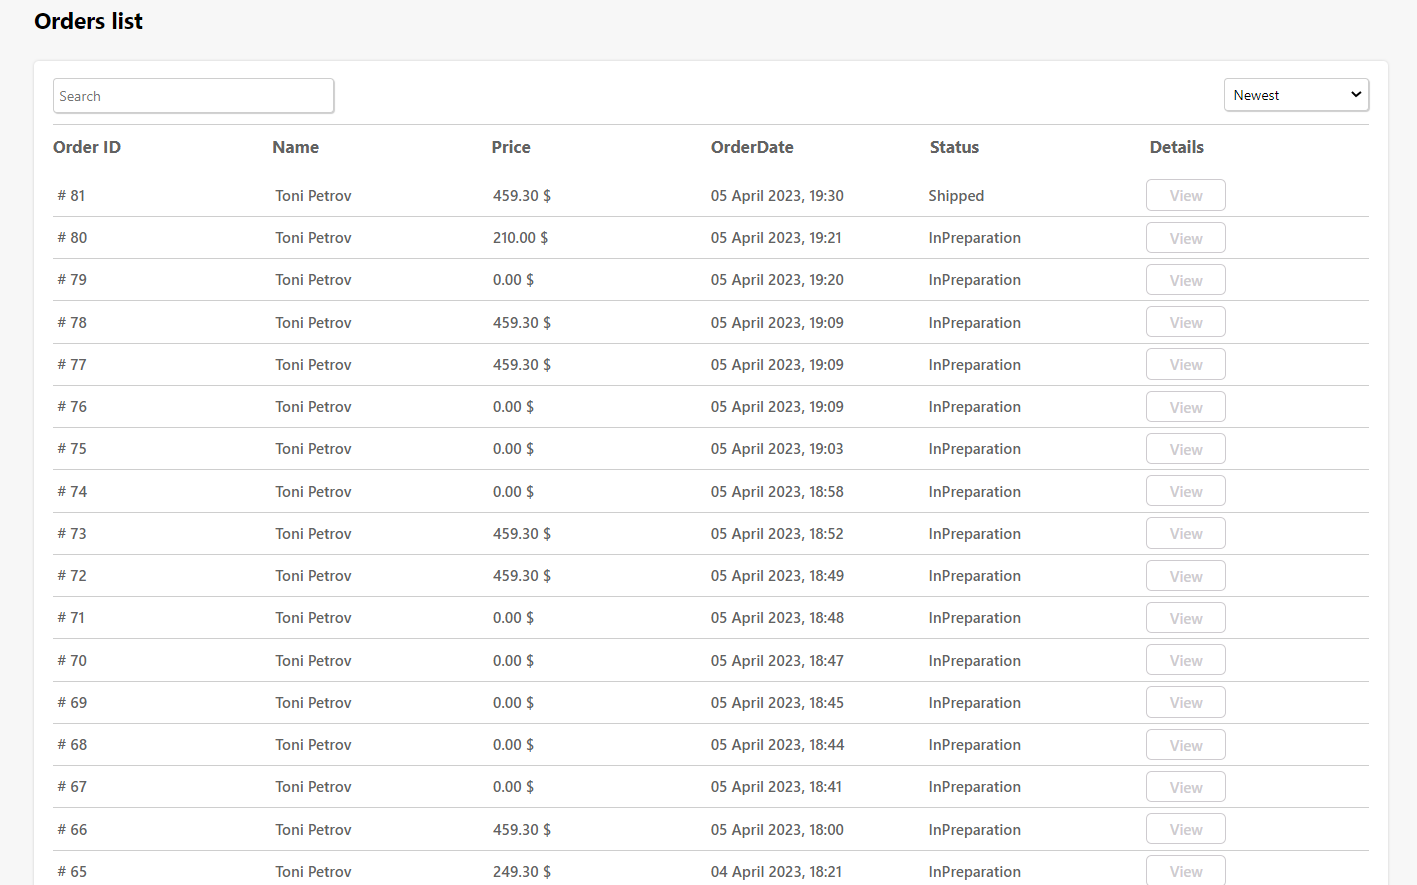 Orders list
Search Newest
Order ID Name Price OrderDate Status Details
# 81 Toni Petrov 459.30 $ 05 April 2023, 19:30 Shipped View
# 80 Toni Petrov 210.00 $ 05 April 2023, 19:21 InPreparation View
# 79 Toni Petrov 0.00 $ 05 April 2023, 19:20 InPreparation View
# 78 Toni Petrov 459.30 $ 05 April 2023, 19:09 InPreparation View
# 77 Toni Petrov 459.30 $ 05 April 2023, 19:09 InPreparation View
# 76 Toni Petrov 0.00 $ 05 April 2023, 19:09 InPreparation View
# 75 Toni Petrov 0.00 $ 05 April 2023, 19:03 InPreparation View
# 74 Toni Petrov 0.00 $ 05 April 2023, 18:58 InPreparation View
# 73 Toni Petrov 459.30 $ 05 April 2023, 18:52 InPreparation View
# 72 Toni Petrov 459.30 $ 05 April 2023, 18:49 InPreparation View
# 71 Toni Petrov 0.00 $ 05 April 2023, 18:48 InPreparation View
# 70 Toni Petrov 0.00 $ 05 April 2023, 18:47 InPreparation View
# 69 Toni Petrov 0.00 $ 05 April 2023, 18:45 InPreparation View
# 68 Toni Petrov 0.00 $ 05 April 2023, 18:44 InPreparation View
# 67 Toni Petrov 0.00 $ 05 April 2023, 18:41 InPreparation View
# 66 Toni Petrov 459.30 $ 05 April 2023, 18:00 InPreparation View
# 65 Toni Petrov 249.30 $ 04 April 2023, 18:21 InPreparation View